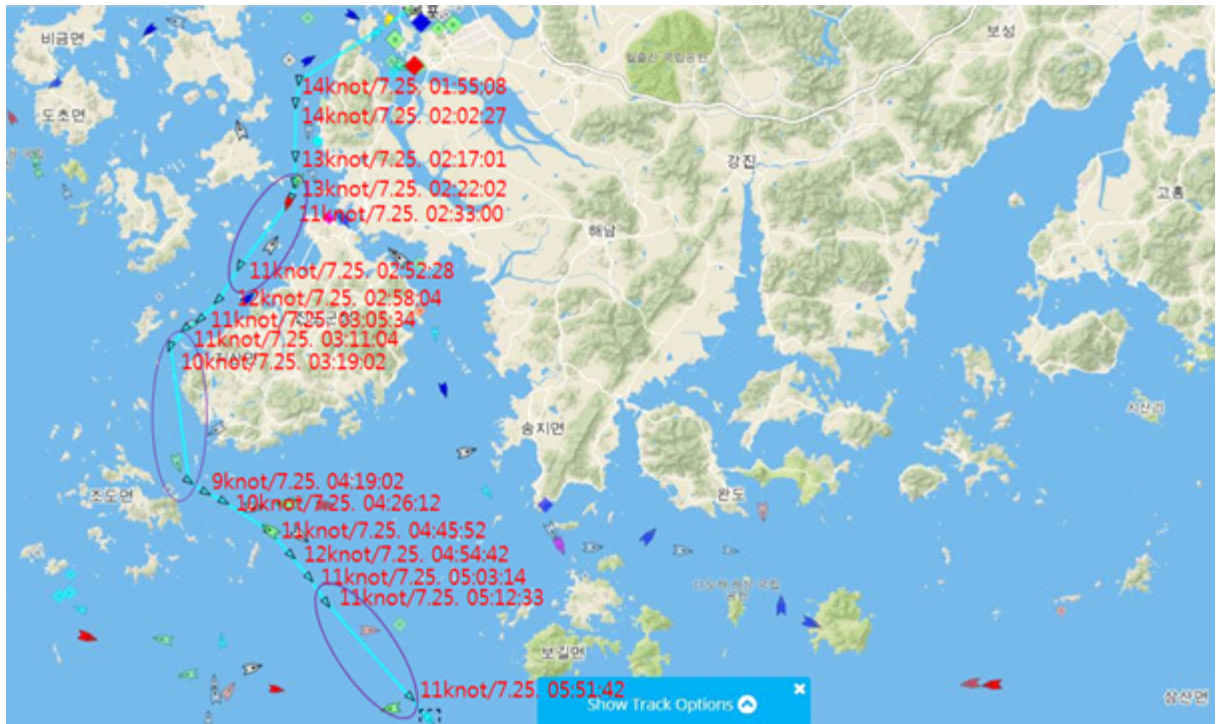 비금면
보성
월출산 국립공원
14knot/7.25. 01:55:08
도초면
14knot/7.25. 02:02:27
13knot/7.25. 02:17:01
강진
13knot/7.25. 02:22:02
고흥
11knot/7.25. 02:33:00
해남
11knot/7.25. 02:52:28
12knot/7.25. 02:58:04
11knot/7.25. 03:05:34
11knot/7.25. 03:11:04
10knot/7.25. 03:19:02
송지면
9knot/7.25. 04:19:02
조도면
완도
10knot/7.25. 04:26:12
11knot/7.25. 04:45:52
12knot/7.25. 04:54:42
11knot/7.25. 05:03:14
11knot/7.25. 05:12:33
보길면
11knot/7.25. 05:51:42
삼산면
Show Track Options